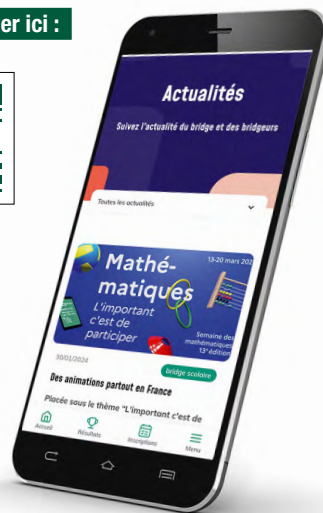 er ici :
Actualités
Suivez l'actualité du bridge et des bridgeurs
Toutes les actualités
13-20 mars 202
Mathé-
matiques
L'important
c'est de
participer
Semaine des
mathématiques
13e édition
30/01/2024
bridge scolaire
Des animations partout en France
Placée sous le thème "L'important c'est de
Accueil
Résultats
Inscriptions
Menu